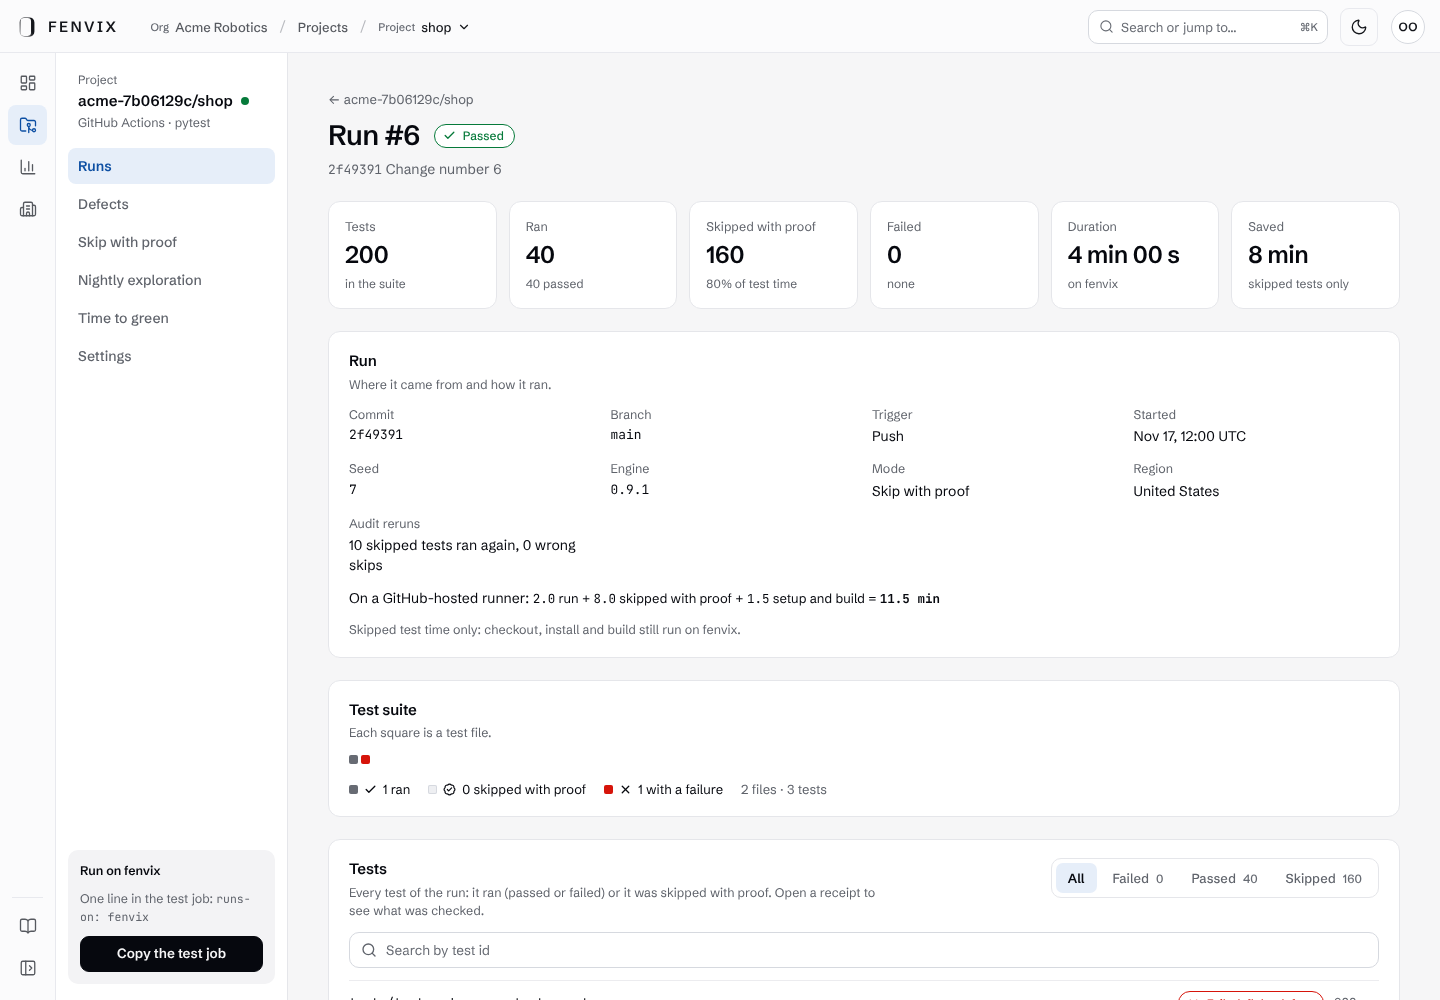 FENVIX
Org Acme Robotics / Projects / Project shop
Search or jump to... ⌘K
OO
Project
acme-7b06129c/shop
GitHub Actions · pytest
Runs
Defects
Skip with proof
Nightly exploration
Time to green
Settings
Run on fenvix
One line in the test job: runs-
on: fenvix
Copy the test job
← acme-7b06129c/shop
Run #6 Passed
2f49391 Change number 6
Tests
200
in the suite
Ran
40
40 passed
Skipped with proof
160
80% of test time
Failed
0
none
Duration
4 min 00 s
on fenvix
Saved
8 min
skipped tests only
Run
Where it came from and how it ran.
Commit
2f49391
Branch
main
Trigger
Push
Started
Nov 17, 12:00 UTC
Seed
7
Engine
0.9.1
Mode
Skip with proof
Region
United States
Audit reruns
10 skipped tests ran again, 0 wrong
skips
On a GitHub-hosted runner: 2.0 run + 8.0 skipped with proof + 1.5 setup and build = 11.5 min
Skipped test time only: checkout, install and build still run on fenvix.
Test suite
Each square is a test file.
1 ran 0 skipped with proof 1 with a failure 2 files · 3 tests
Tests
Every test of the run: it ran (passed or failed) or it was skipped with proof. Open a receipt to
see what was checked.
All Failed 0 Passed 40 Skipped 160
Search by test id